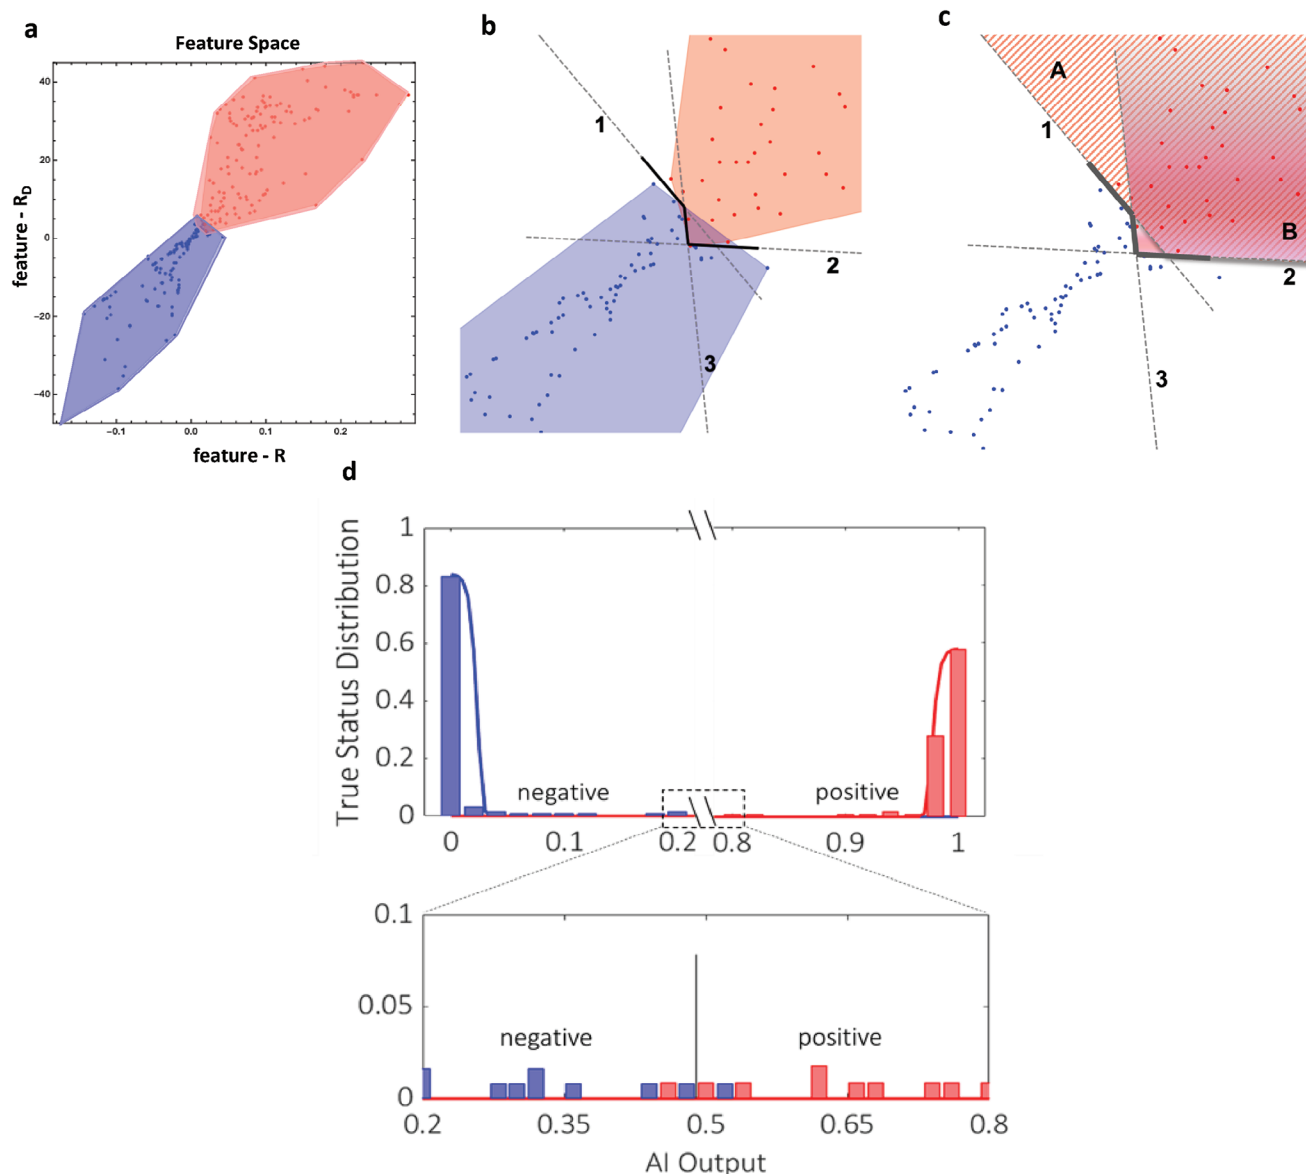 a
Feature Space
40
20
0
−20
−40
feature - R_D
−0.1
0.0
0.1
0.2
feature - R
b
1
2
3
c
A
1
B
2
3
d
True Status Distribution
1
0.8
0.6
0.4
0.2
0
negative
positive
0
0.1
0.2
0.8
0.9
1
0.1
0.05
0
negative
positive
0.2
0.35
0.5
0.65
0.8
AI Output